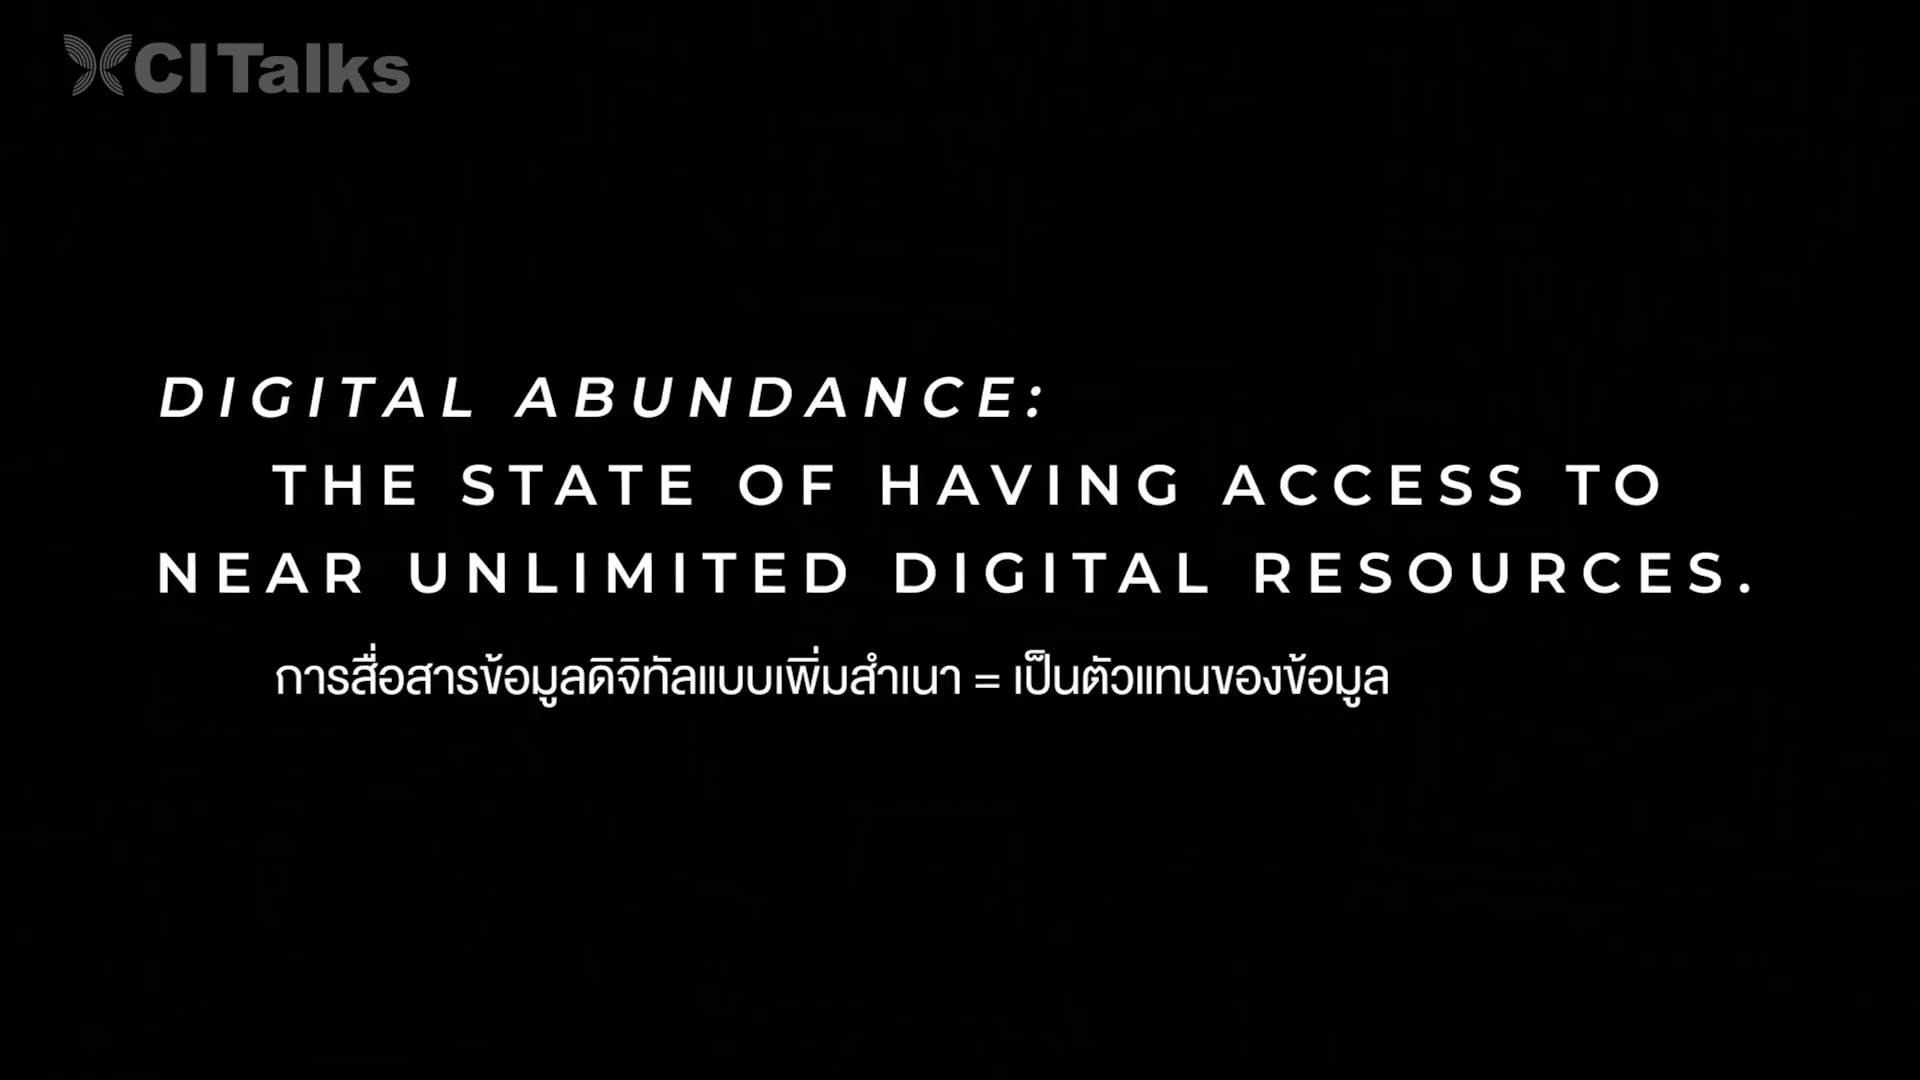 CI Talks
DIGITAL ABUNDANCE:
THE STATE OF HAVING ACCESS TO
NEAR UNLIMITED DIGITAL RESOURCES.
การสื่อสารข้อมูลดิจิทัลแบบเพิ่มสำเนา = เป็นตัวแทนของข้อมูล